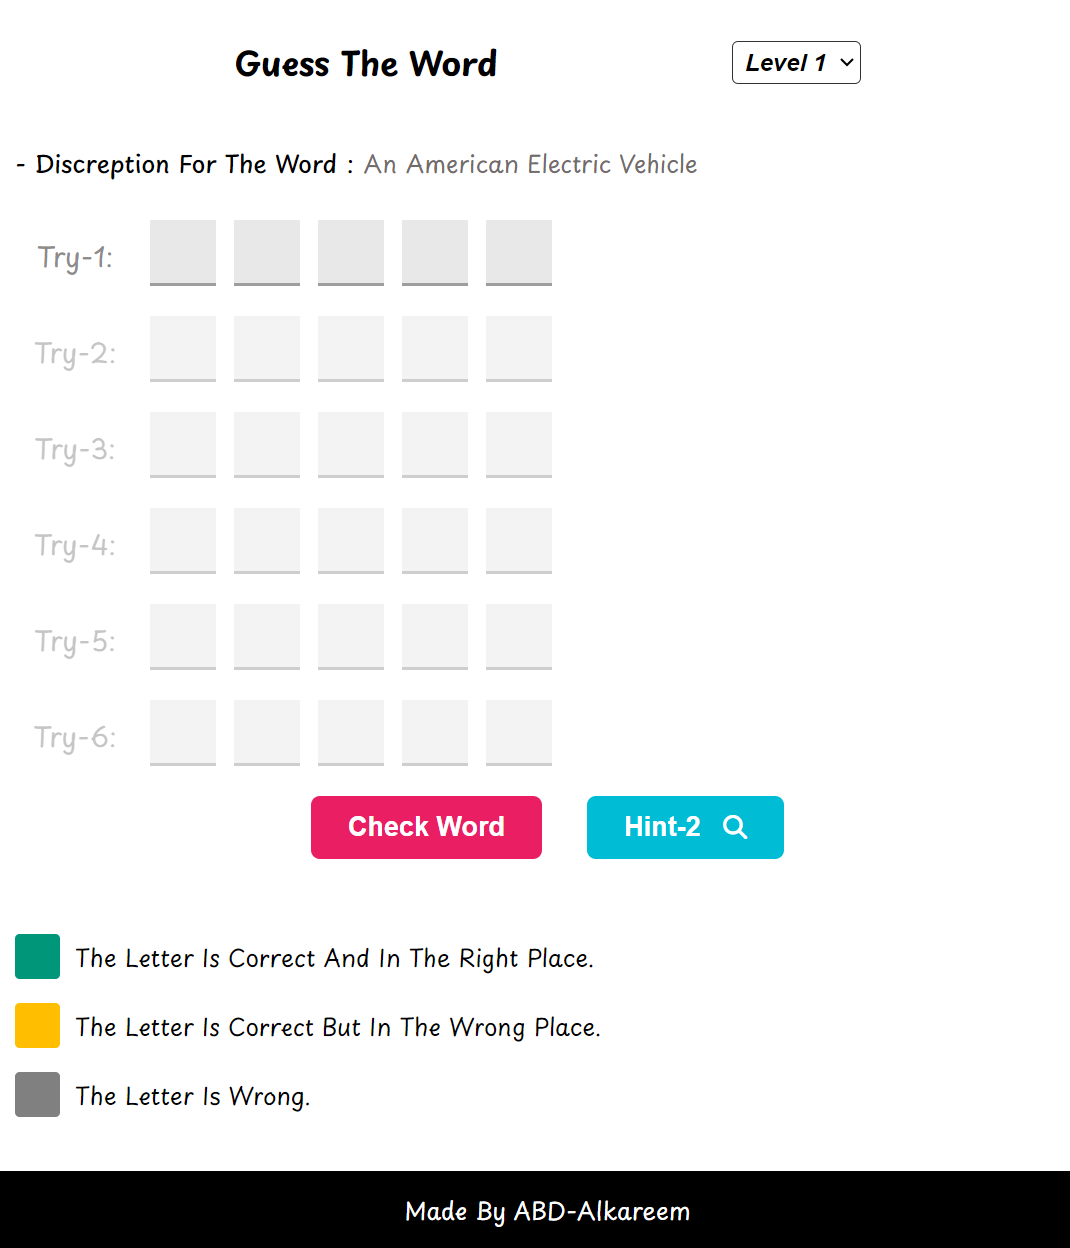 Guess The Word
Level 1
- Discreption For The Word : An American Electric Vehicle
Try-1:
Try-2:
Try-3:
Try-4:
Try-5:
Try-6:
Check Word
Hint-2
The Letter Is Correct And In The Right Place.
The Letter Is Correct But In The Wrong Place.
The Letter Is Wrong.
Made By ABD-Alkareem